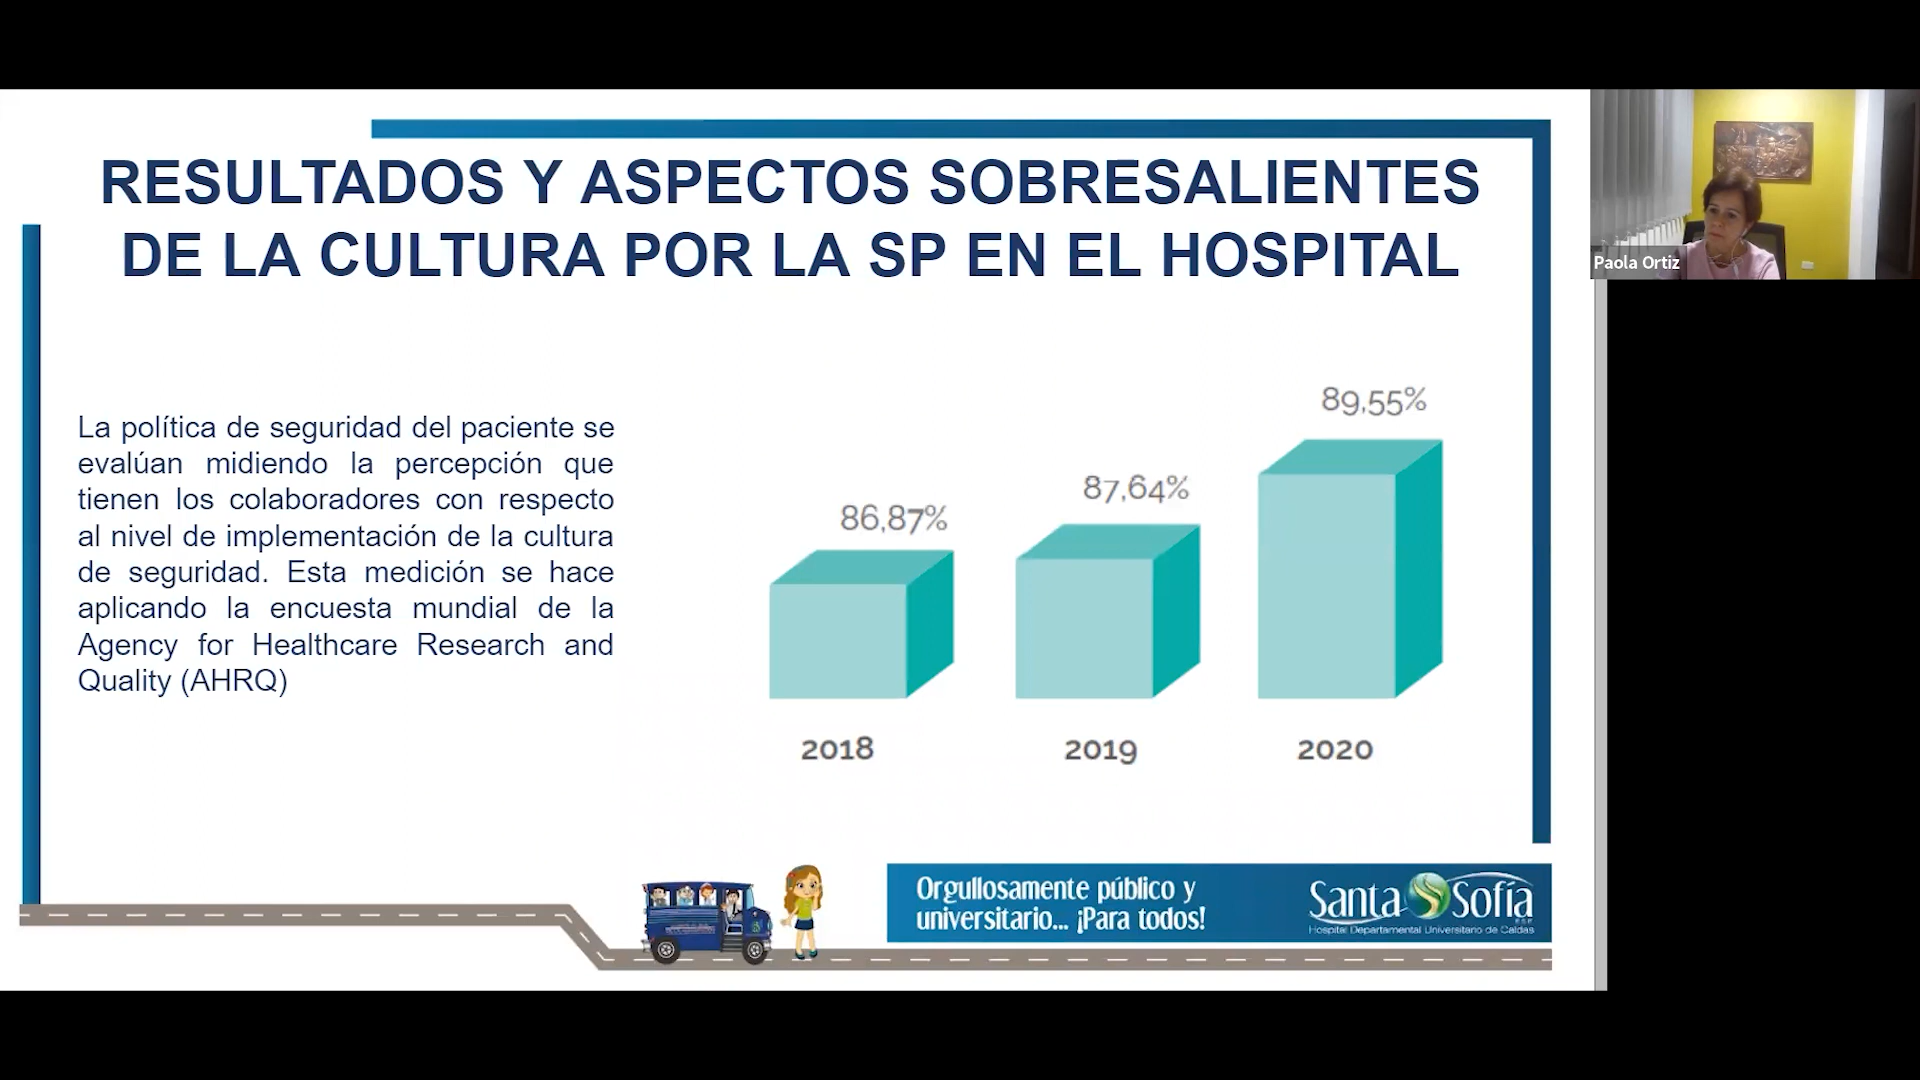 RESULTADOS Y ASPECTOS SOBRESALIENTES
DE LA CULTURA POR LA SP EN EL HOSPITAL
Paola Ortiz
La política de seguridad del paciente se
evalúan midiendo la percepción que
tienen los colaboradores con respecto
al nivel de implementación de la cultura
de seguridad. Esta medición se hace
aplicando la encuesta mundial de la
Agency for Healthcare Research and
Quality (AHRQ)
86,87%
87,64%
89,55%
2018
2019
2020
Orgullosamente público y
universitario... ¡Para todos!
Santa Sofía
E.S.E
Hospital Departamental Universitario de Caldas